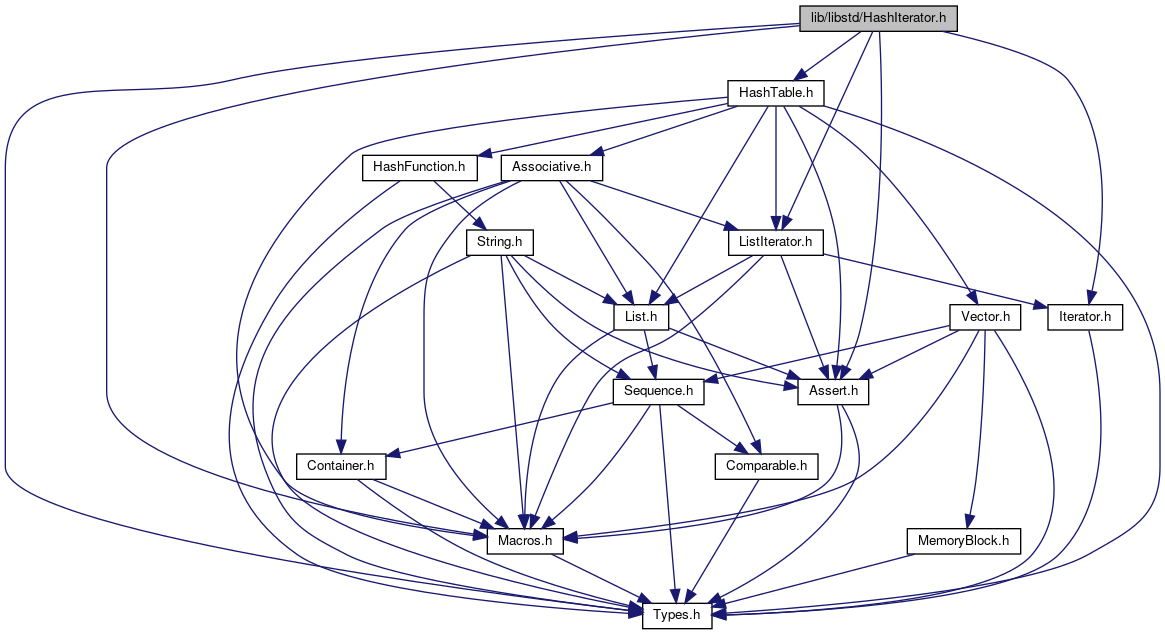 lib/libstd/HashIterator.h
HashTable.h
HashFunction.h
Associative.h
String.h
ListIterator.h
List.h
Vector.h
Iterator.h
Sequence.h
Assert.h
Container.h
Comparable.h
Macros.h
MemoryBlock.h
Types.h